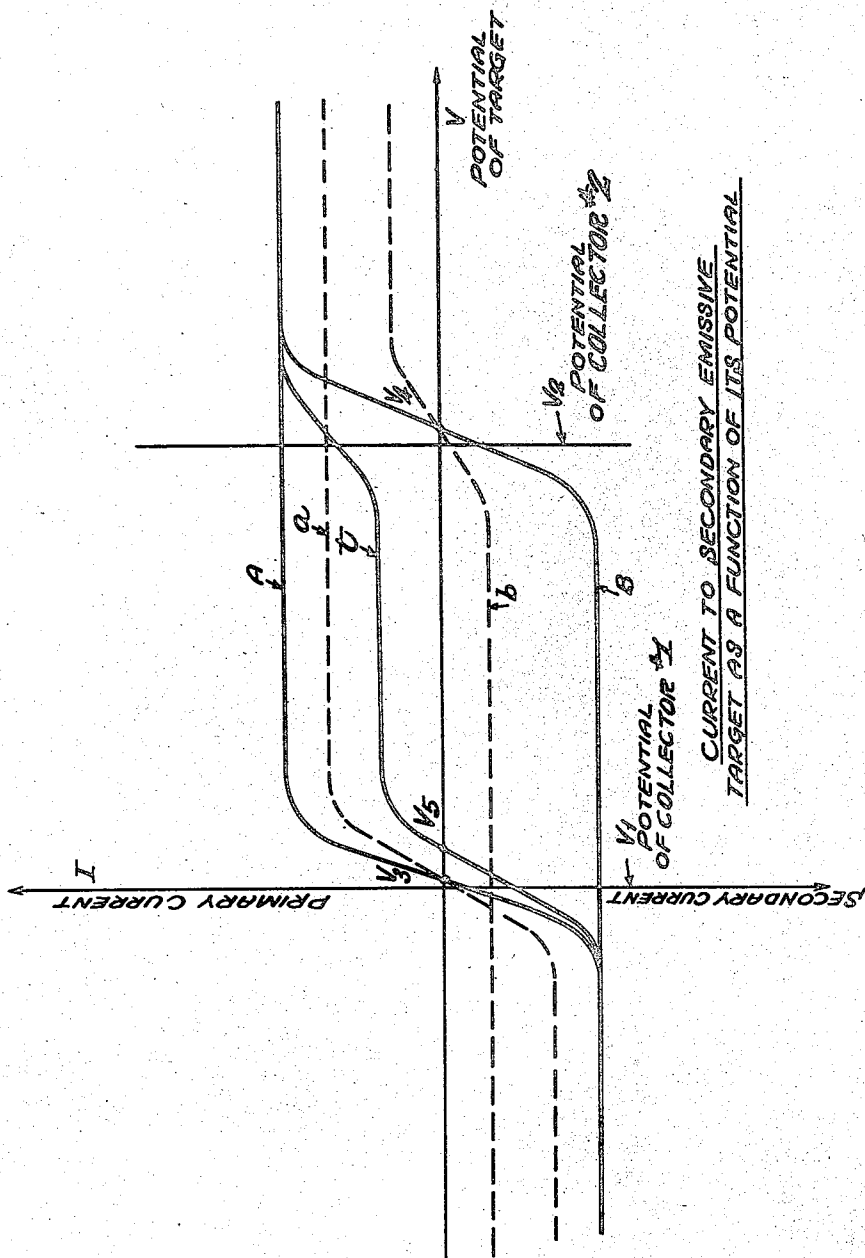 I
PRIMARY CURRENT
SECONDARY CURRENT
A
a
C
V5
V3
b
B
V
POTENTIAL
OF TARGET
V2
POTENTIAL
OF COLLECTOR #2
V1
POTENTIAL
OF COLLECTOR #1
CURRENT TO SECONDARY EMISSIVE
TARGET AS A FUNCTION OF ITS POTENTIAL